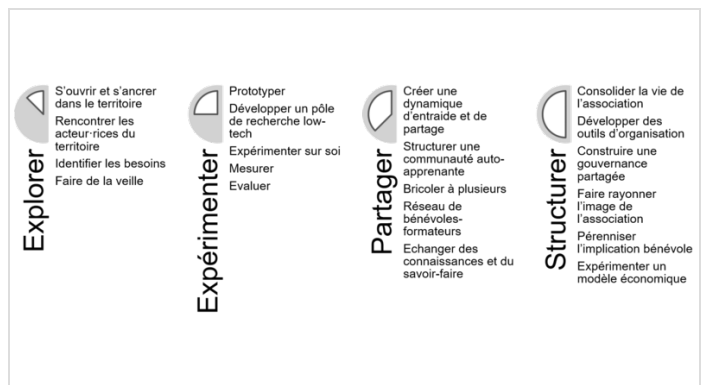 Explorer
S’ouvrir et s’ancrer
dans le territoire
Rencontrer les
acteur·rices du
territoire
Identifier les besoins
Faire de la veille
Expérimenter
Prototyper
Développer un pôle
de recherche low-
tech
Expérimenter sur soi
Mesurer
Evaluer
Partager
Créer une
dynamique
d’entraide et de
partage
Structurer une
communauté auto-
apprenante
Bricoler à plusieurs
Réseau de
bénévoles-
formateurs
Echanger des
connaissances et du
savoir-faire
Structurer
Consolider la vie de
l’association
Développer des
outils d’organisation
Construire une
gouvernance
partagée
Faire rayonner
l’image de
l’association
Pérenniser
l’implication bénévole
Expérimenter un
modèle économique